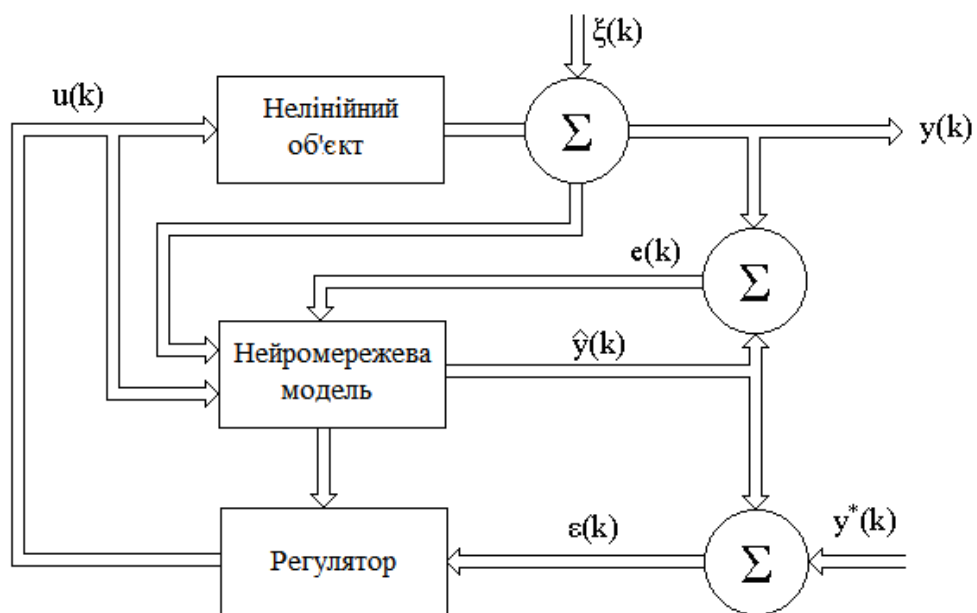 ξ(k)
u(k)
Нелінійний
об'єкт
Σ
y(k)
e(k)
Σ
Нейромережева
модель
ŷ(k)
Регулятор
ε(k)
Σ
y*(k)